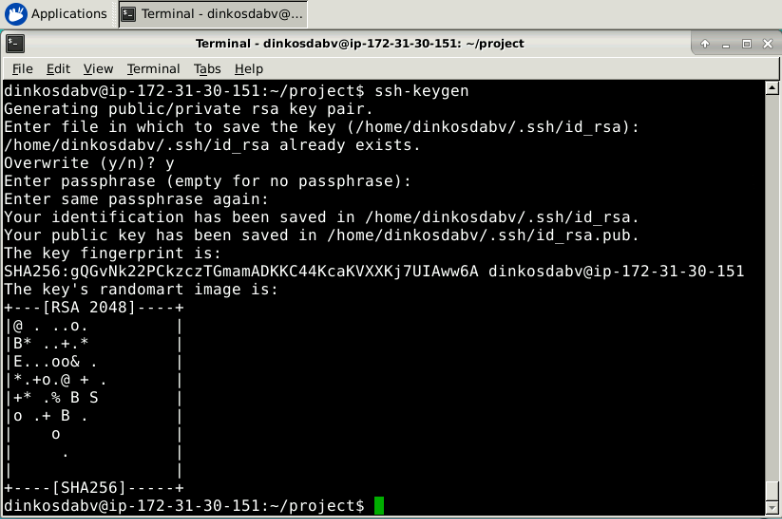 Applications
Terminal - dinkosdabv@...
Terminal - dinkosdabv@ip-172-31-30-151: ~/project
File Edit View Terminal Tabs Help
dinkosdabv@ip-172-31-30-151:~/project$ ssh-keygen
Generating public/private rsa key pair.
Enter file in which to save the key (/home/dinkosdabv/.ssh/id_rsa):
/home/dinkosdabv/.ssh/id_rsa already exists.
Overwrite (y/n)? y
Enter passphrase (empty for no passphrase):
Enter same passphrase again:
Your identification has been saved in /home/dinkosdabv/.ssh/id_rsa.
Your public key has been saved in /home/dinkosdabv/.ssh/id_rsa.pub.
The key fingerprint is:
SHA256:gQGvNk22PCkzczTGmamADKKC44KcaKVXXKj7UIAww6A dinkosdabv@ip-172-31-30-151
The key's randomart image is:
+---[RSA 2048]----+
|@ . ..o.         |
|B* ..+.*         |
|E...oo& .        |
|*.+o.@ + .       |
|+* .% B S        |
|o .+ B .         |
|    o            |
|     .           |
|                 |
+----[SHA256]-----+
dinkosdabv@ip-172-31-30-151:~/project$